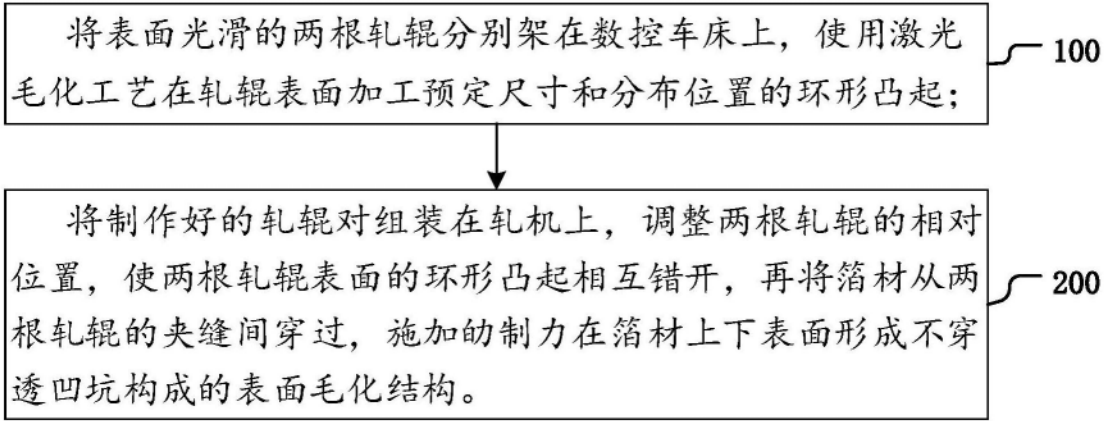 将表面光滑的两根轧辊分别架在数控车床上，使用激光
毛化工艺在轧辊表面加工预定尺寸和分布位置的环形凸起；
100
将制作好的轧辊对组装在轧机上，调整两根轧辊的相对
位置，使两根轧辊表面的环形凸起相互错开，再将箔材从两
根轧辊的夹缝间穿过，施加劬制力在箔材上下表面形成不穿
透凹坑构成的表面毛化结构。
200